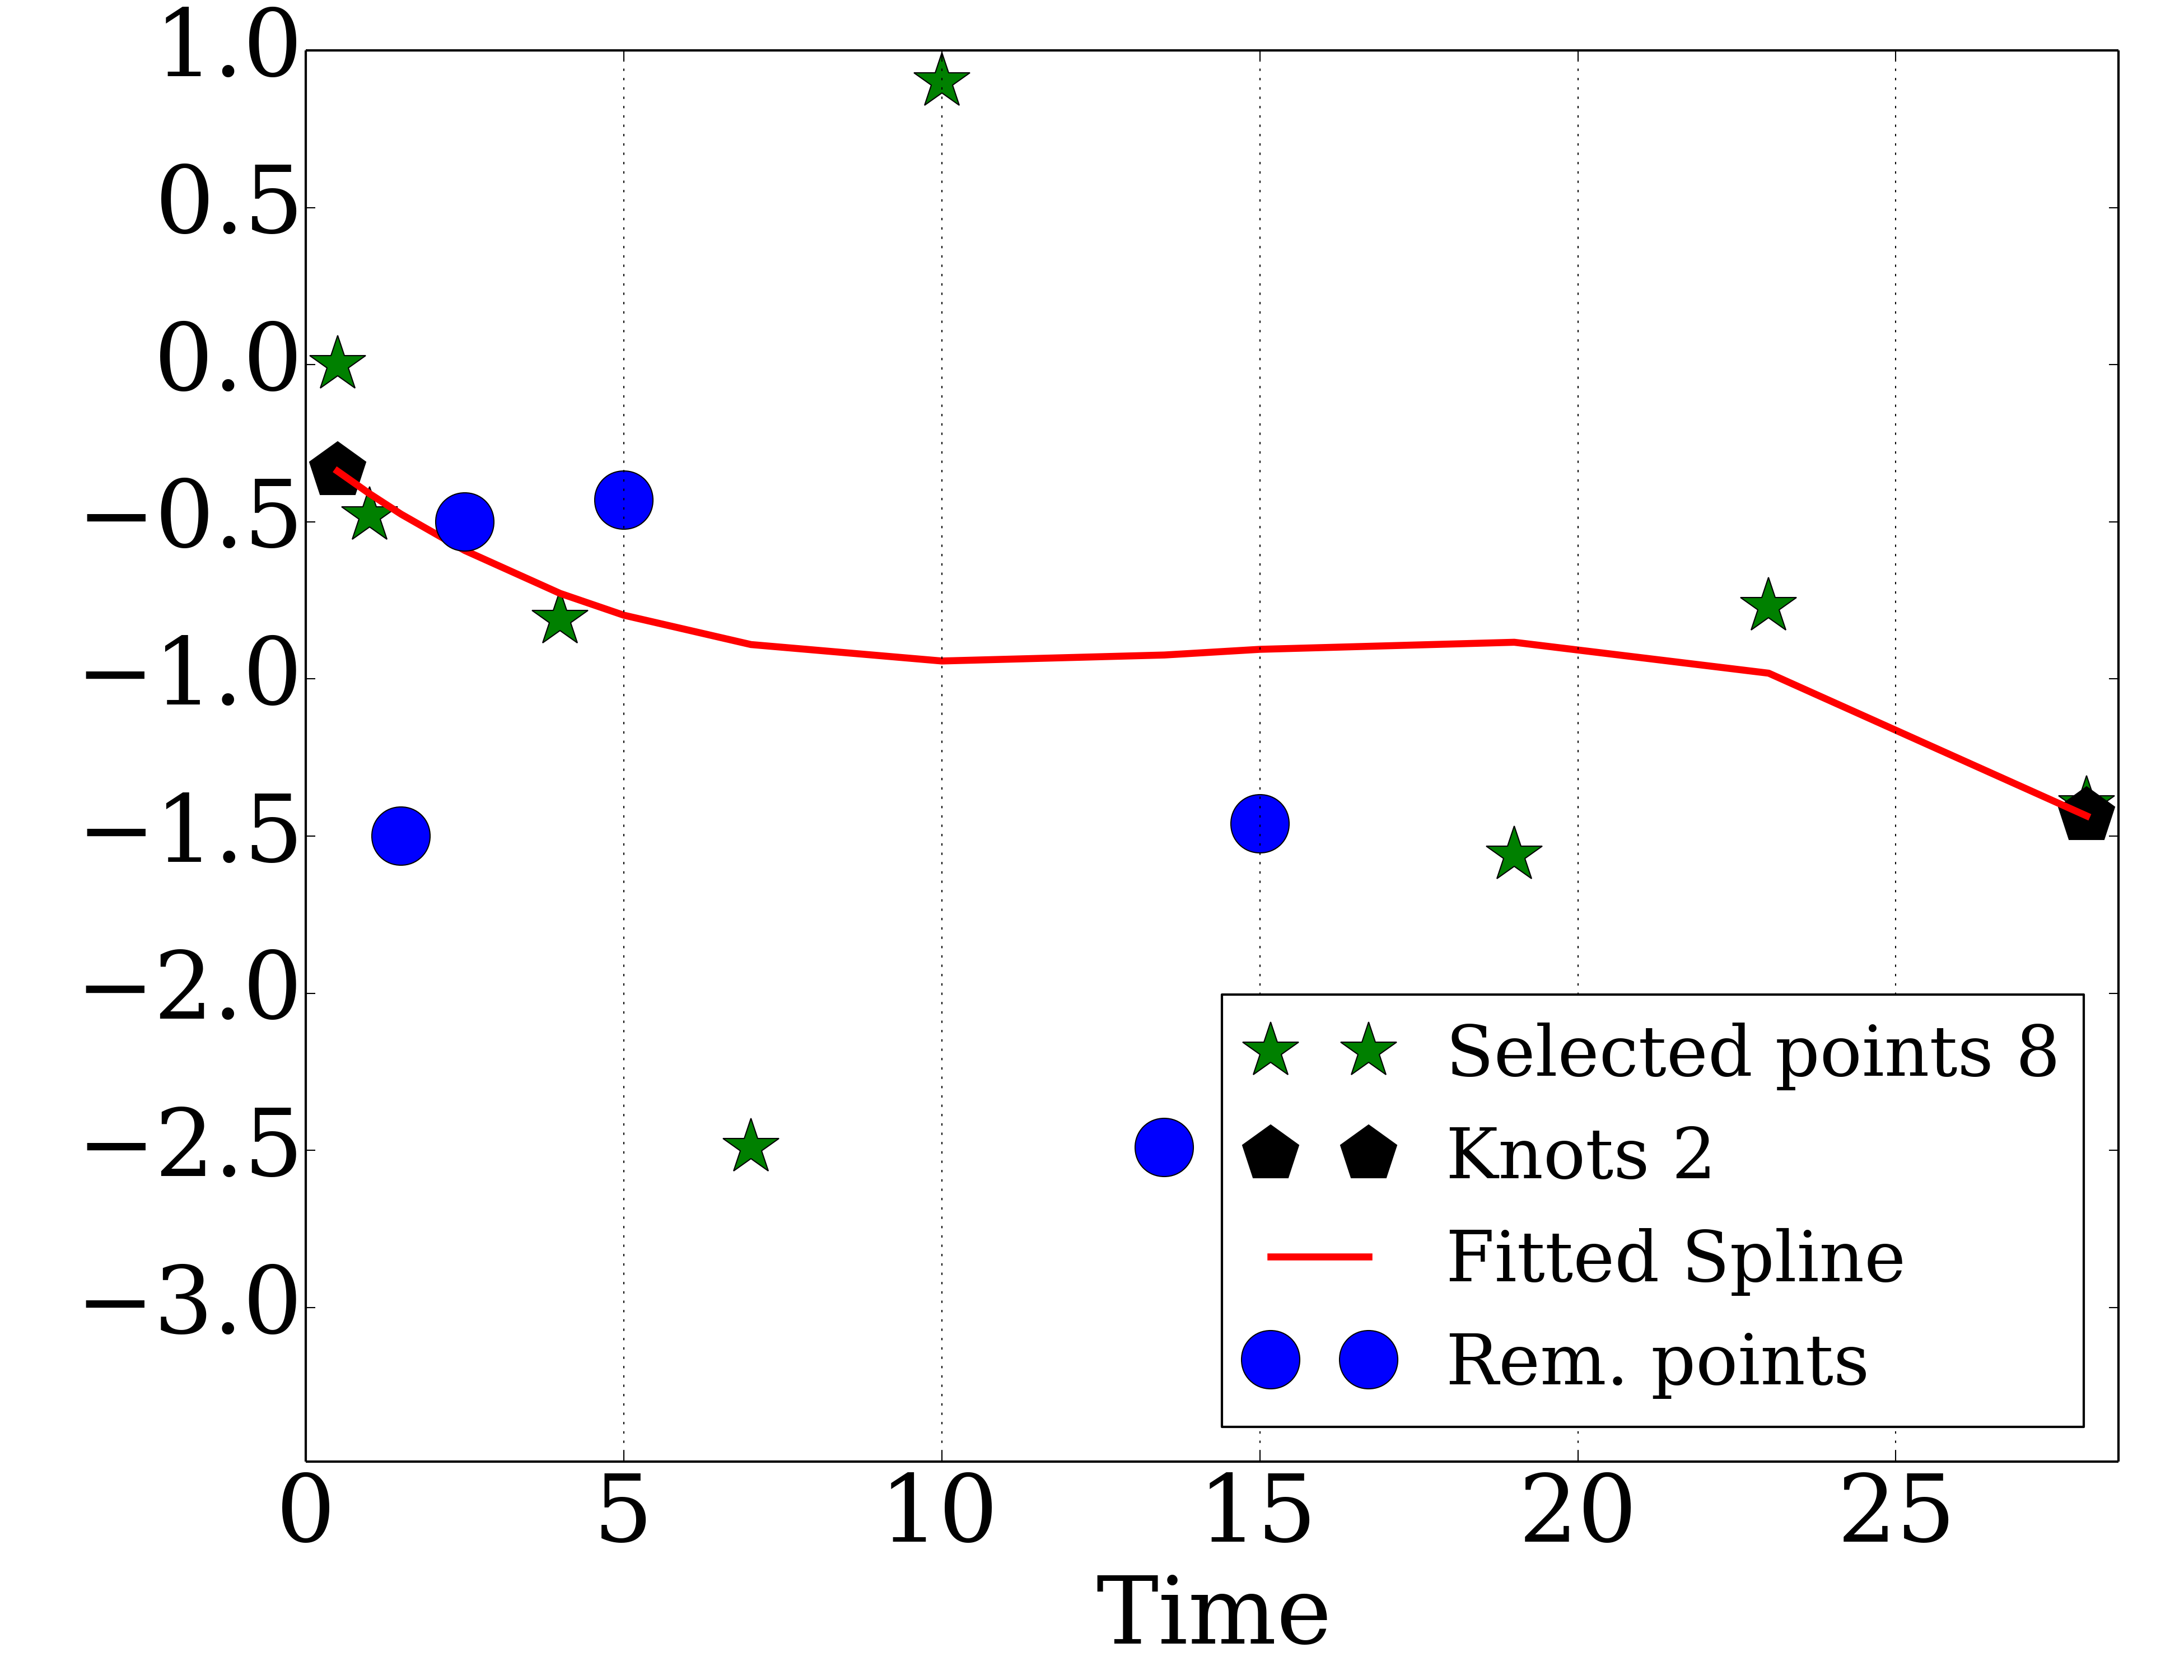 1.0
0.5
0.0
−0.5
−1.0
−1.5
−2.0
−2.5
−3.0
Selected points 8
Knots 2
Fitted Spline
Rem. points
0 5 10 15 20 25
Time